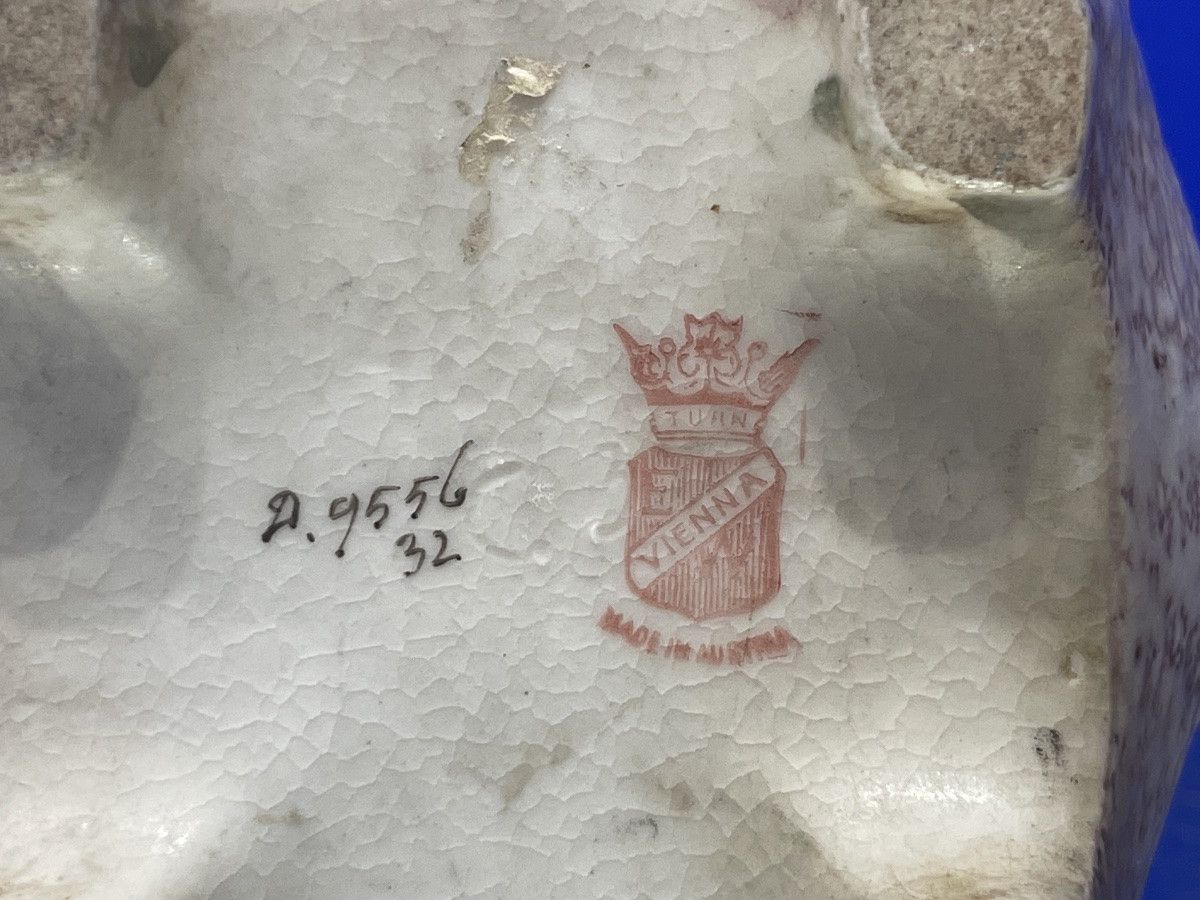 D. 9556
32
TURN
VIENNA
MADE IN AUSTRIA